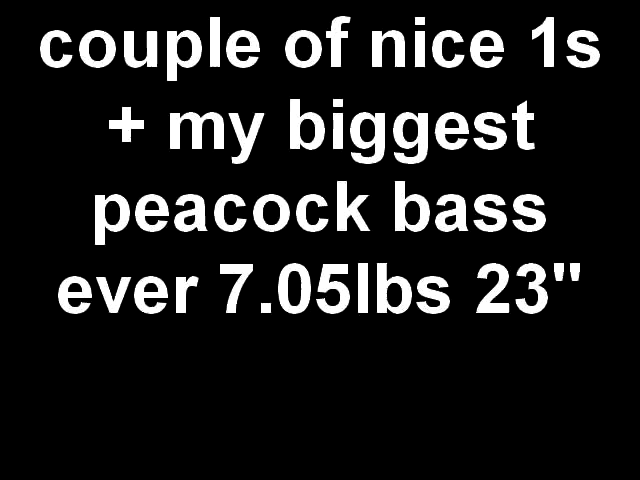 couple of nice 1s
+ my biggest
peacock bass
ever 7.05lbs 23"